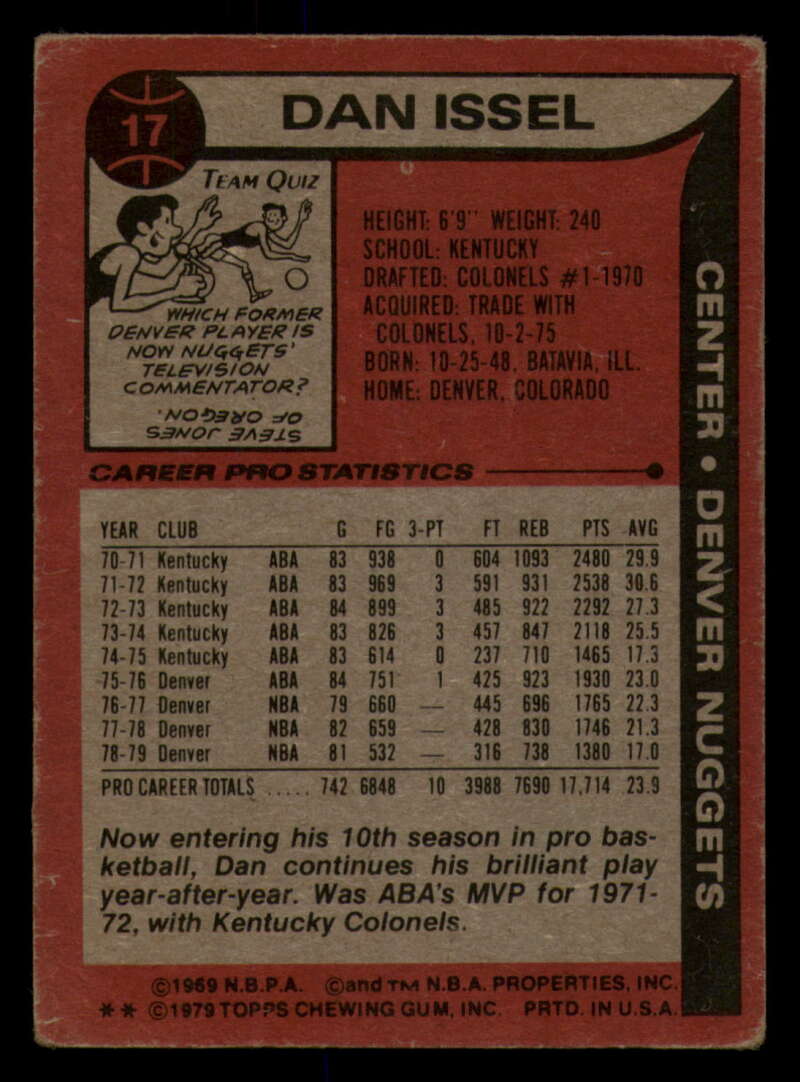 17
DAN ISSEL
TEAM QUIZ
WHICH FORMER
DENVER PLAYER IS
NOW NUGGETS'
TELEVISION
COMMENTATOR?
STEVE JONES
OF OREGON.
HEIGHT: 6'9" WEIGHT: 240
SCHOOL: KENTUCKY
DRAFTED: COLONELS #1-1970
ACQUIRED: TRADE WITH
COLONELS, 10-2-75
BORN: 10-25-48, BATAVIA, ILL.
HOME: DENVER, COLORADO
CENTER • DENVER NUGGETS
CAREER PRO STATISTICS
YEAR CLUB G FG 3-PT FT REB PTS AVG
70-71 Kentucky ABA 83 938 0 604 1093 2480 29.9
71-72 Kentucky ABA 83 969 3 591 931 2538 30.6
72-73 Kentucky ABA 84 899 3 485 922 2292 27.3
73-74 Kentucky ABA 83 826 3 457 847 2118 25.5
74-75 Kentucky ABA 83 614 0 237 710 1465 17.3
75-76 Denver ABA 84 751 1 425 923 1930 23.0
76-77 Denver NBA 79 660 — 445 696 1765 22.3
77-78 Denver NBA 82 659 — 428 830 1746 21.3
78-79 Denver NBA 81 532 — 316 738 1380 17.0
PRO CAREER TOTALS ..... 742 6848 10 3988 7690 17,714 23.9
Now entering his 10th season in pro bas-
ketball, Dan continues his brilliant play
year-after-year. Was ABA's MVP for 1971-
72, with Kentucky Colonels.
©1969 N.B.P.A. ©and TM N.B.A. PROPERTIES, INC.
** ©1979 TOPPS CHEWING GUM, INC. PRTD. IN U.S.A.